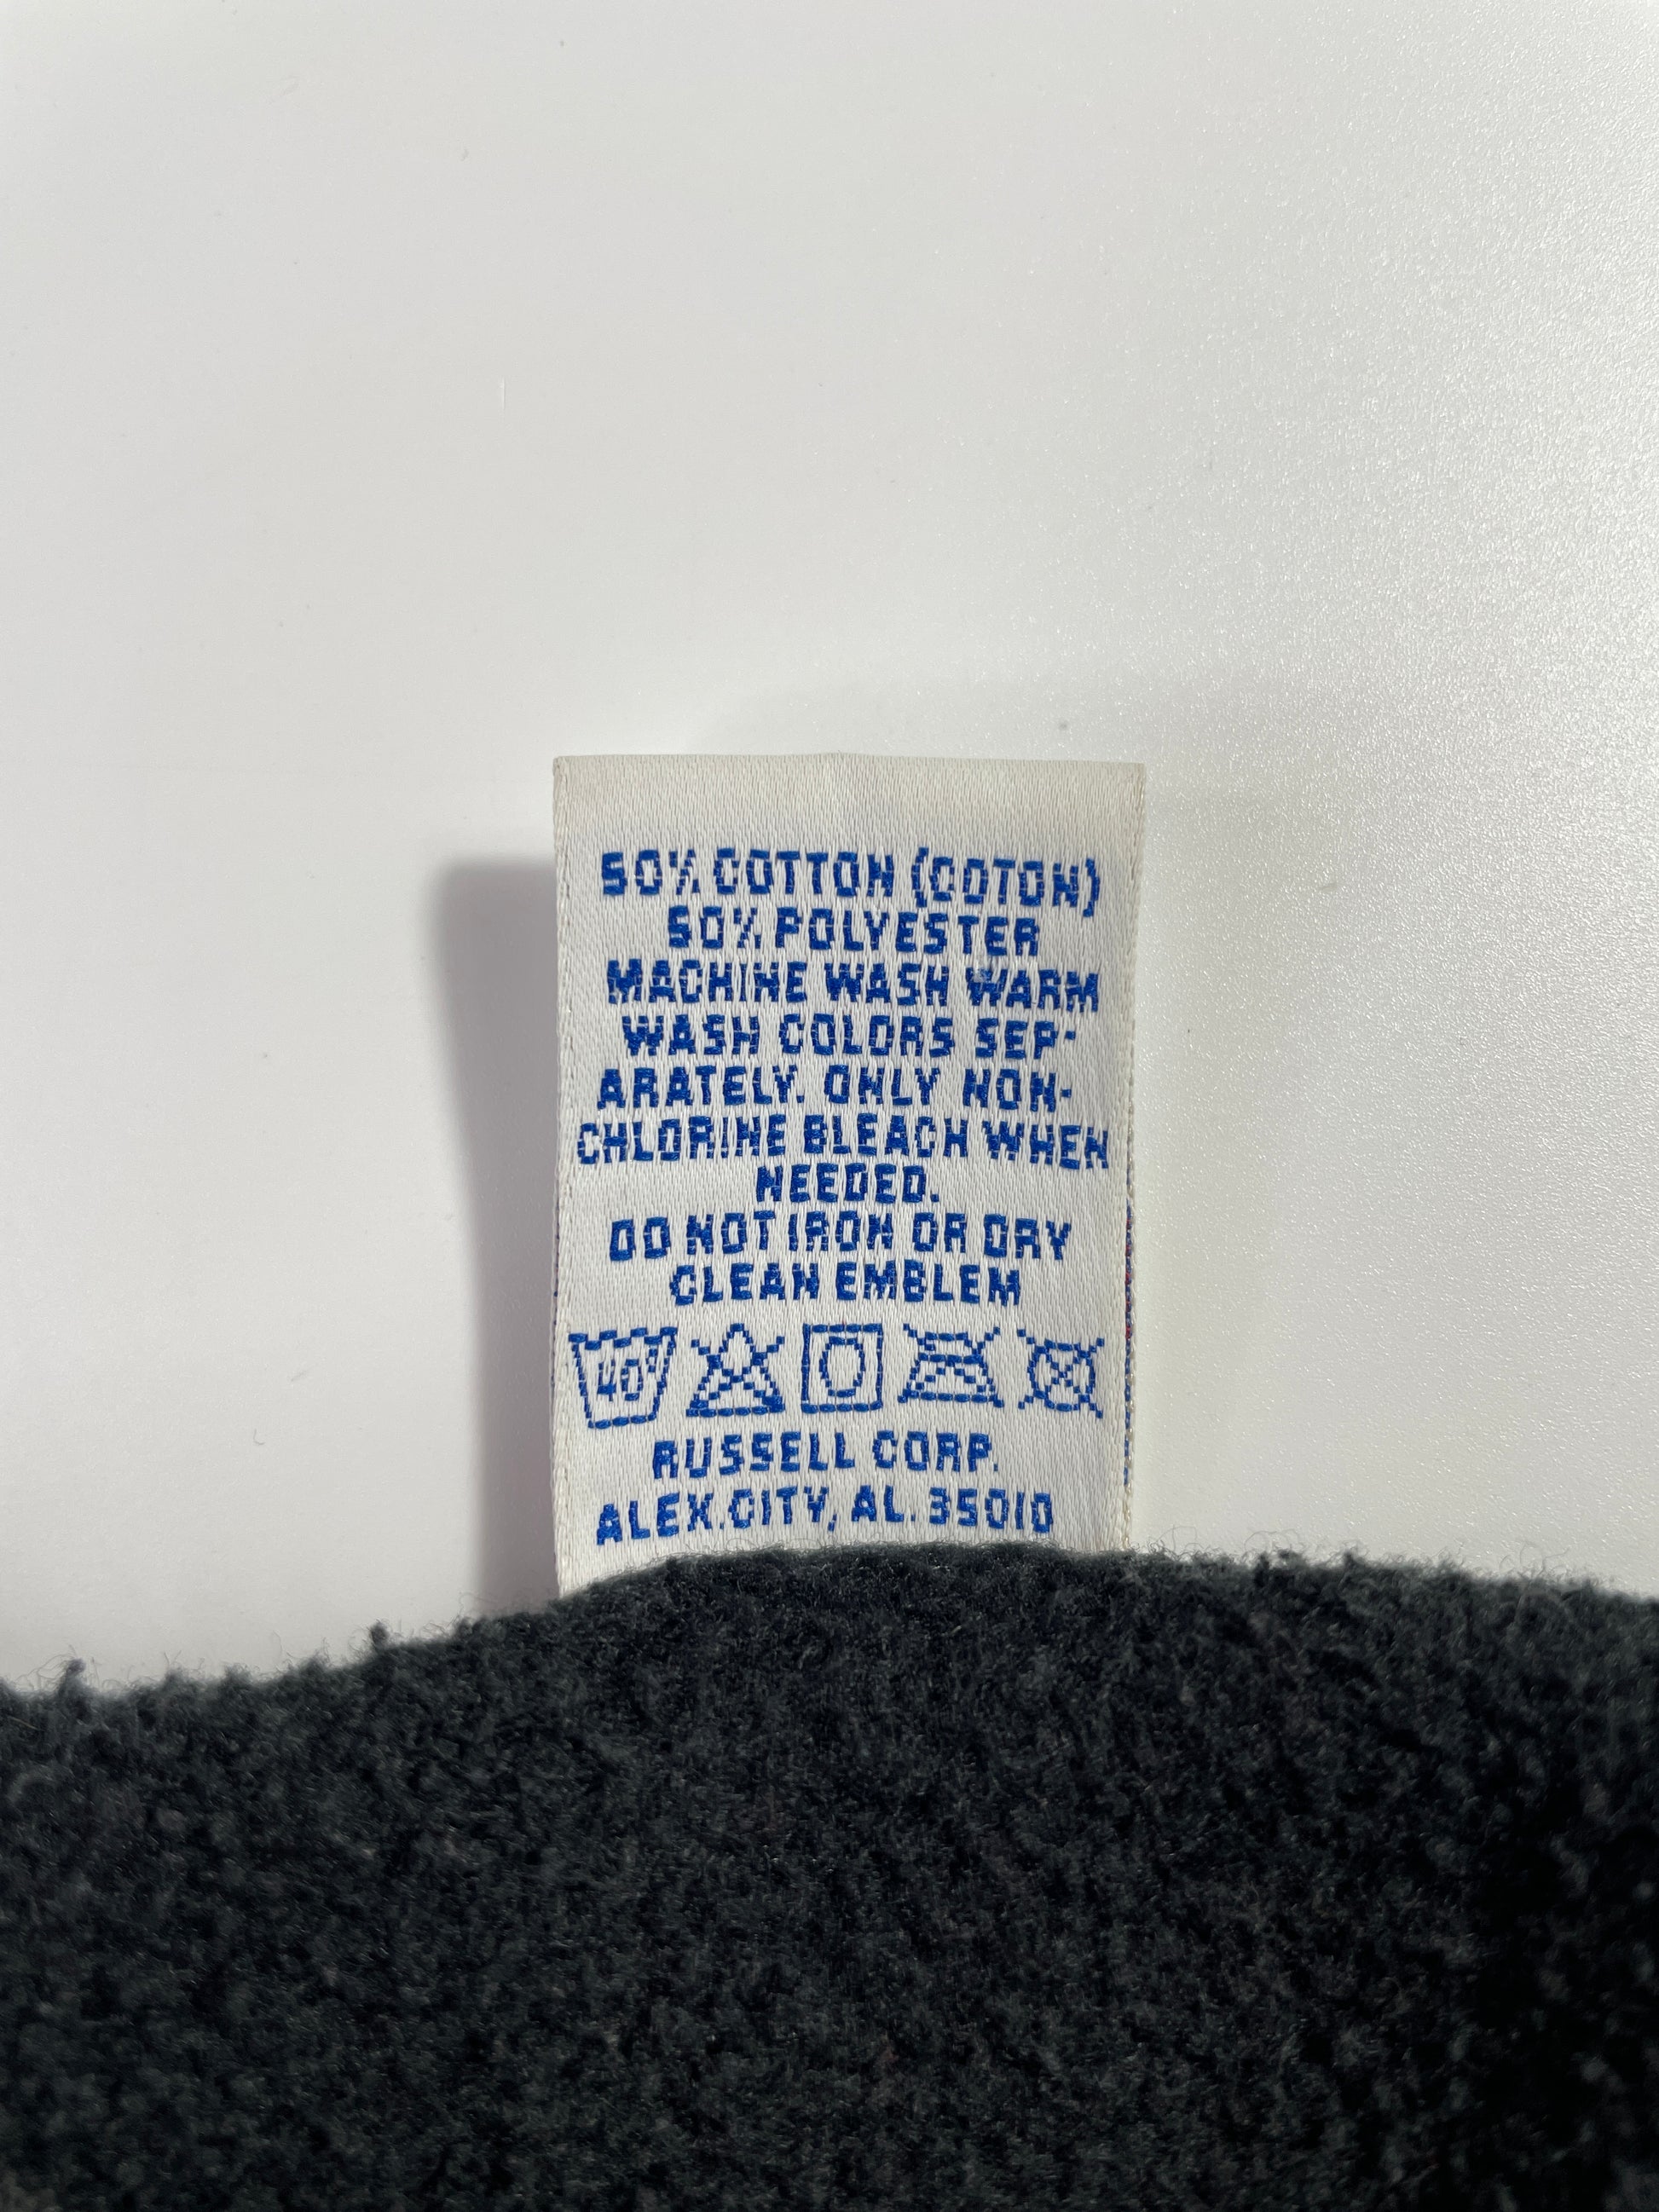 50% COTTON (COTON)
50% POLYESTER
MACHINE WASH WARM
WASH COLORS SEP-
ARATELY. ONLY NON-
CHLORINE BLEACH WHEN
NEEDED.
DO NOT IRON OR DRY
CLEAN EMBLEM
40°
RUSSELL CORP.
ALEX.CITY, AL. 35010